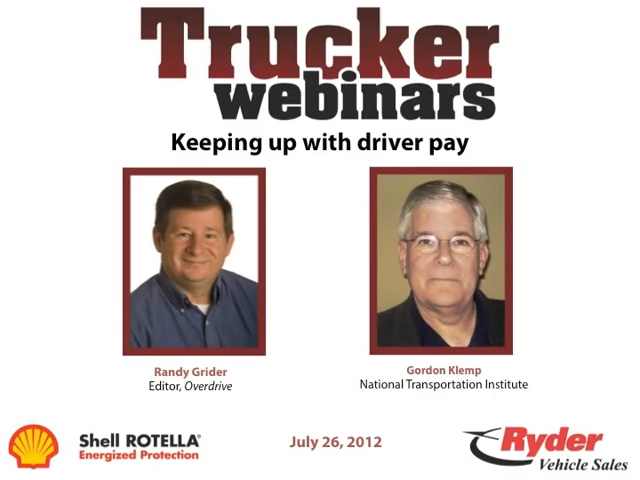 Trucker
webinars
Keeping up with driver pay
Randy Grider
Editor, Overdrive
Gordon Klemp
National Transportation Institute
Shell ROTELLA®
Energized Protection
July 26, 2012
Ryder
Vehicle Sales